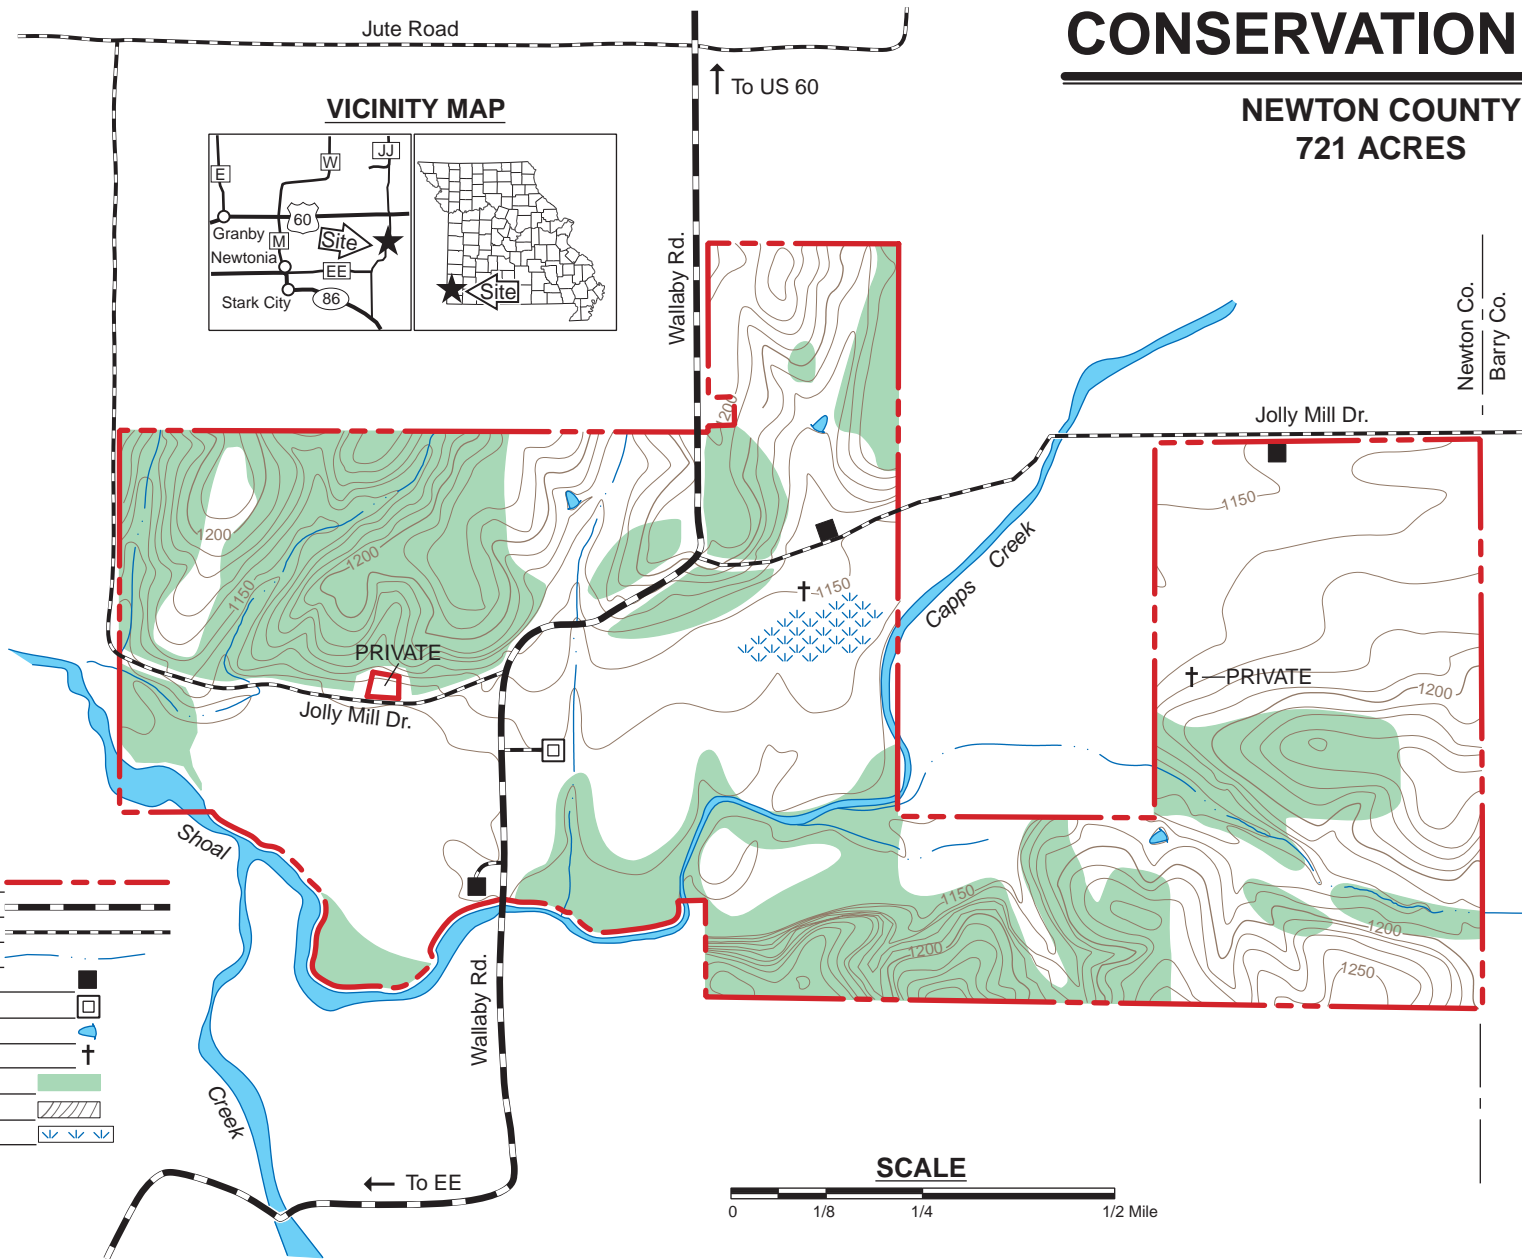 CONSERVATION
NEWTON COUNTY
721 ACRES
Jute Road
To US 60
VICINITY MAP
E
W
JJ
60
Granby
M
Site
Newtonia
EE
Stark City
86
Site
Wallaby Rd.
Newton Co.
Barry Co.
Jolly Mill Dr.
1200
1150
1200
1200
1150
Creek
Capps
1150
PRIVATE
PRIVATE
1200
Jolly Mill Dr.
Shoal
1150
1200
1200
1250
Wallaby Rd.
Creek
To EE
SCALE
0 1/8 1/4 1/2 Mile